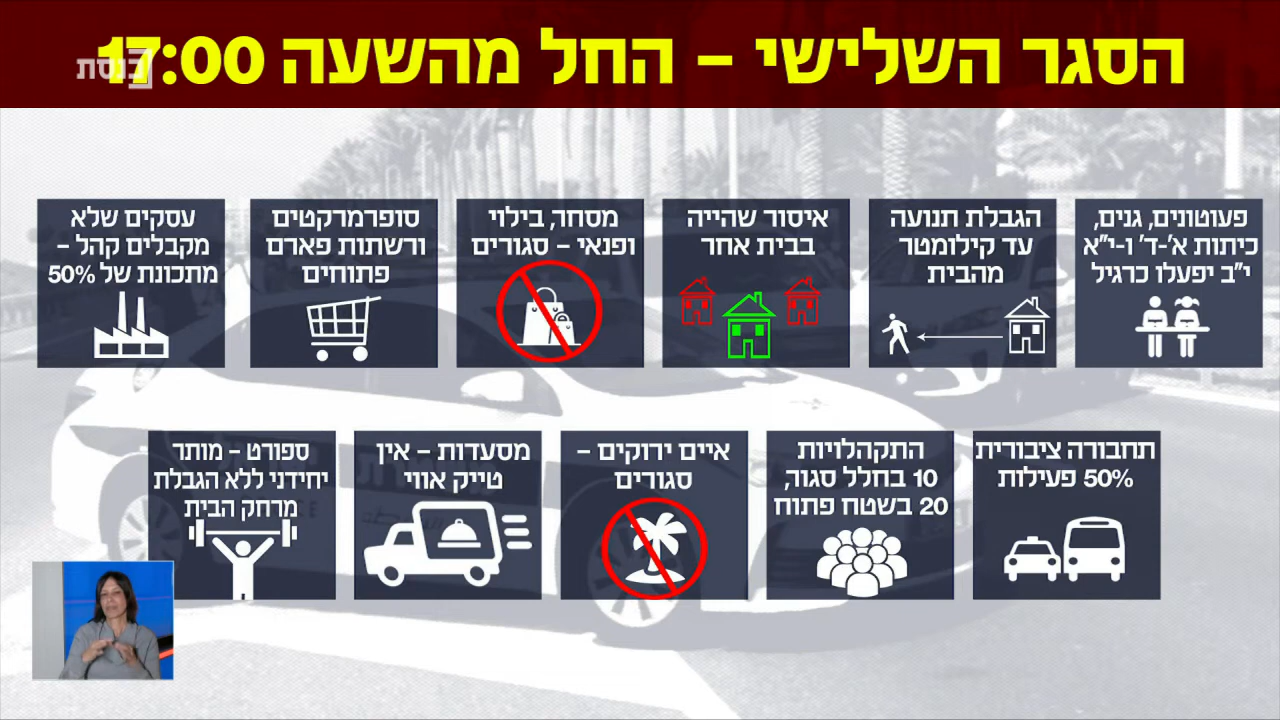 הסגר השלישי – החל מהשעה 17:00
כנסת
פעוטונים, גנים,
כיתות א'-ד' ו-י"א
י"ב יפעלו כרגיל
הגבלת תנועה
עד קילומטר
מהבית
איסור שהייה
בבית אחר
מסחר, בילוי
ופנאי – סגורים
סופרמרקטים
ורשתות פארם
פתוחים
עסקים שלא
מקבלים קהל –
מתכונת של 50%
תחבורה ציבורית
50% פעילות
התקהלויות
10 בחלל סגור,
20 בשטח פתוח
איים ירוקים –
סגורים
מסעדות – אין
טייק אווי
ספורט – מותר
יחידני ללא הגבלת
מרחק הבית